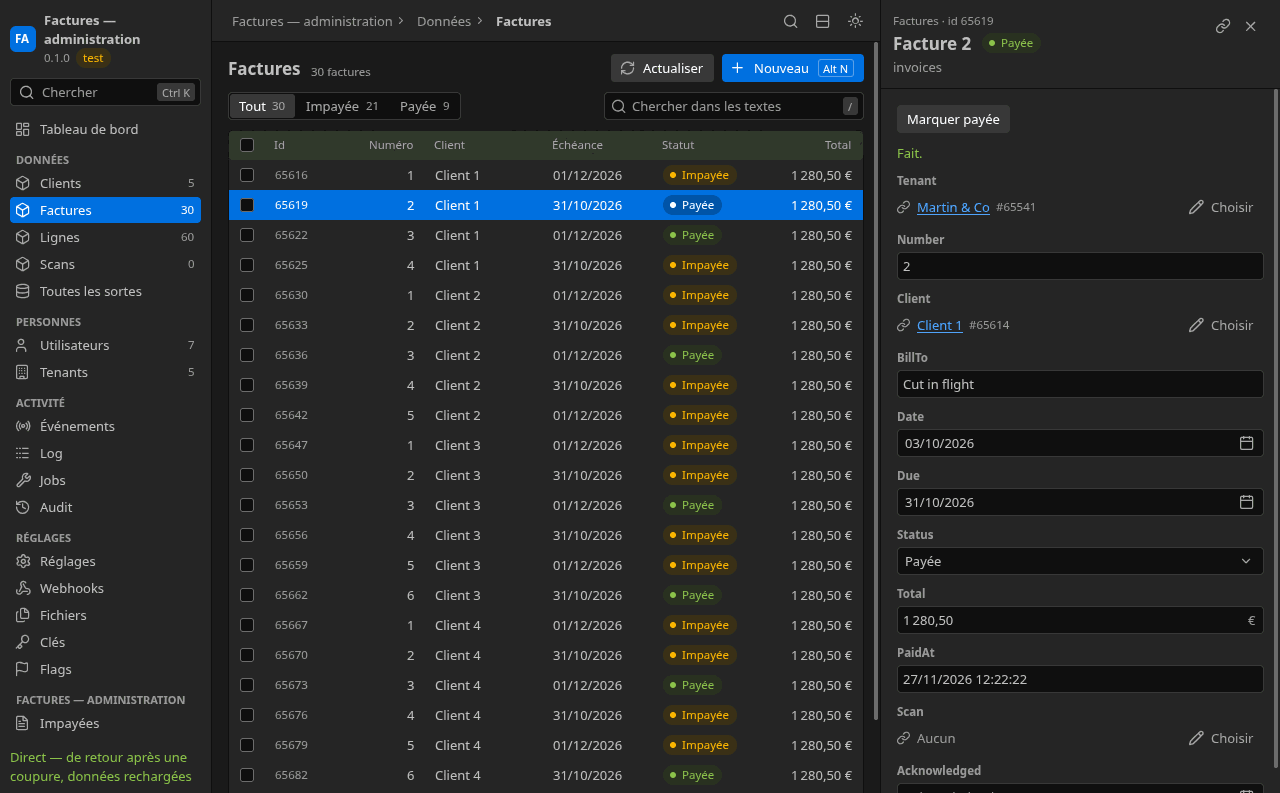 FA
Factures —
administration
0.1.0 test
Chercher Ctrl K
Tableau de bord
DONNÉES
Clients 5
Factures 30
Lignes 60
Scans 0
Toutes les sortes
PERSONNES
Utilisateurs 7
Tenants 5
ACTIVITÉ
Événements
Log
Jobs
Audit
RÉGLAGES
Réglages
Webhooks
Fichiers
Clés
Flags
FACTURES — ADMINISTRATION
Impayées
Direct — de retour après une
coupure, données rechargées
Factures — administration Données Factures
Factures 30 factures
Actualiser
Nouveau Alt N
Tout 30 Impayée 21 Payée 9
Chercher dans les textes /
Id Numéro Client Échéance Statut Total
65616 1 Client 1 01/12/2026 Impayée 1 280,50 €
65619 2 Client 1 31/10/2026 Payée 1 280,50 €
65622 3 Client 1 01/12/2026 Payée 1 280,50 €
65625 4 Client 1 31/10/2026 Impayée 1 280,50 €
65630 1 Client 2 01/12/2026 Impayée 1 280,50 €
65633 2 Client 2 31/10/2026 Impayée 1 280,50 €
65636 3 Client 2 01/12/2026 Payée 1 280,50 €
65639 4 Client 2 31/10/2026 Impayée 1 280,50 €
65642 5 Client 2 01/12/2026 Impayée 1 280,50 €
65647 1 Client 3 01/12/2026 Impayée 1 280,50 €
65650 2 Client 3 31/10/2026 Impayée 1 280,50 €
65653 3 Client 3 01/12/2026 Payée 1 280,50 €
65656 4 Client 3 31/10/2026 Impayée 1 280,50 €
65659 5 Client 3 01/12/2026 Impayée 1 280,50 €
65662 6 Client 3 31/10/2026 Payée 1 280,50 €
65667 1 Client 4 01/12/2026 Impayée 1 280,50 €
65670 2 Client 4 31/10/2026 Impayée 1 280,50 €
65673 3 Client 4 01/12/2026 Payée 1 280,50 €
65676 4 Client 4 31/10/2026 Impayée 1 280,50 €
65679 5 Client 4 01/12/2026 Impayée 1 280,50 €
65682 6 Client 4 31/10/2026 Payée 1 280,50 €
Factures · id 65619
Facture 2 Payée
invoices
Marquer payée
Fait.
Tenant
Martin & Co #65541 Choisir
Number
2
Client
Client 1 #65614 Choisir
BillTo
Cut in flight
Date
03/10/2026
Due
31/10/2026
Status
Payée
Total
1 280,50 €
PaidAt
27/11/2026 12:22:22
Scan
Aucun Choisir
Acknowledged